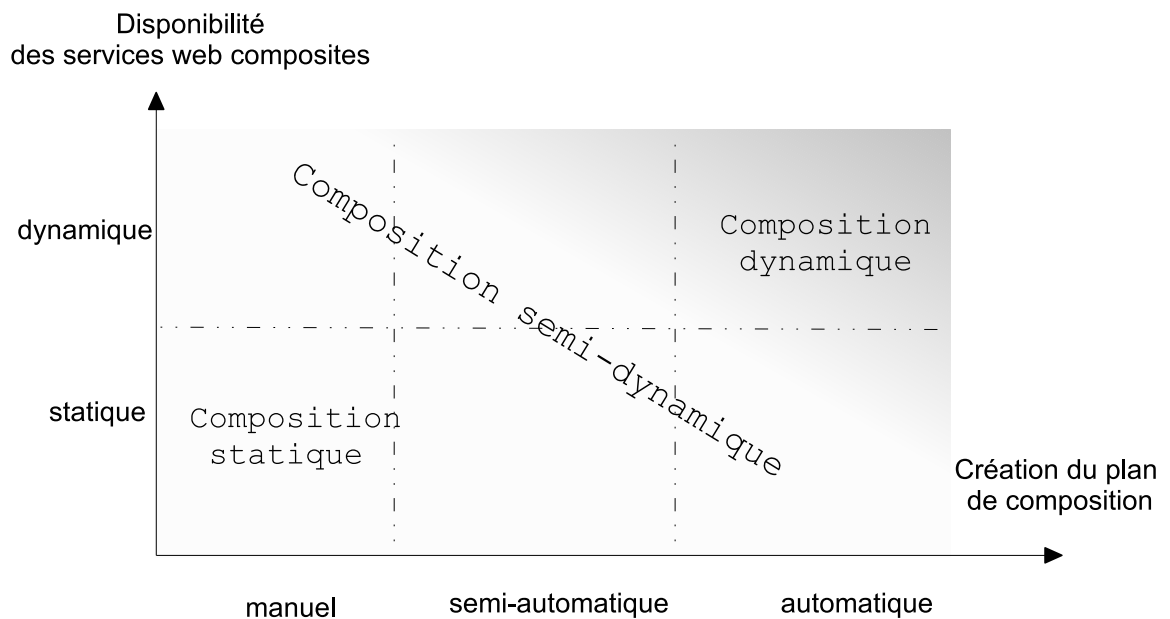 Disponibilité
des services web composites
dynamique
Composition semi-dynamique
Composition
dynamique
statique
Composition
statique
Création du plan
de composition
manuel
semi-automatique
automatique